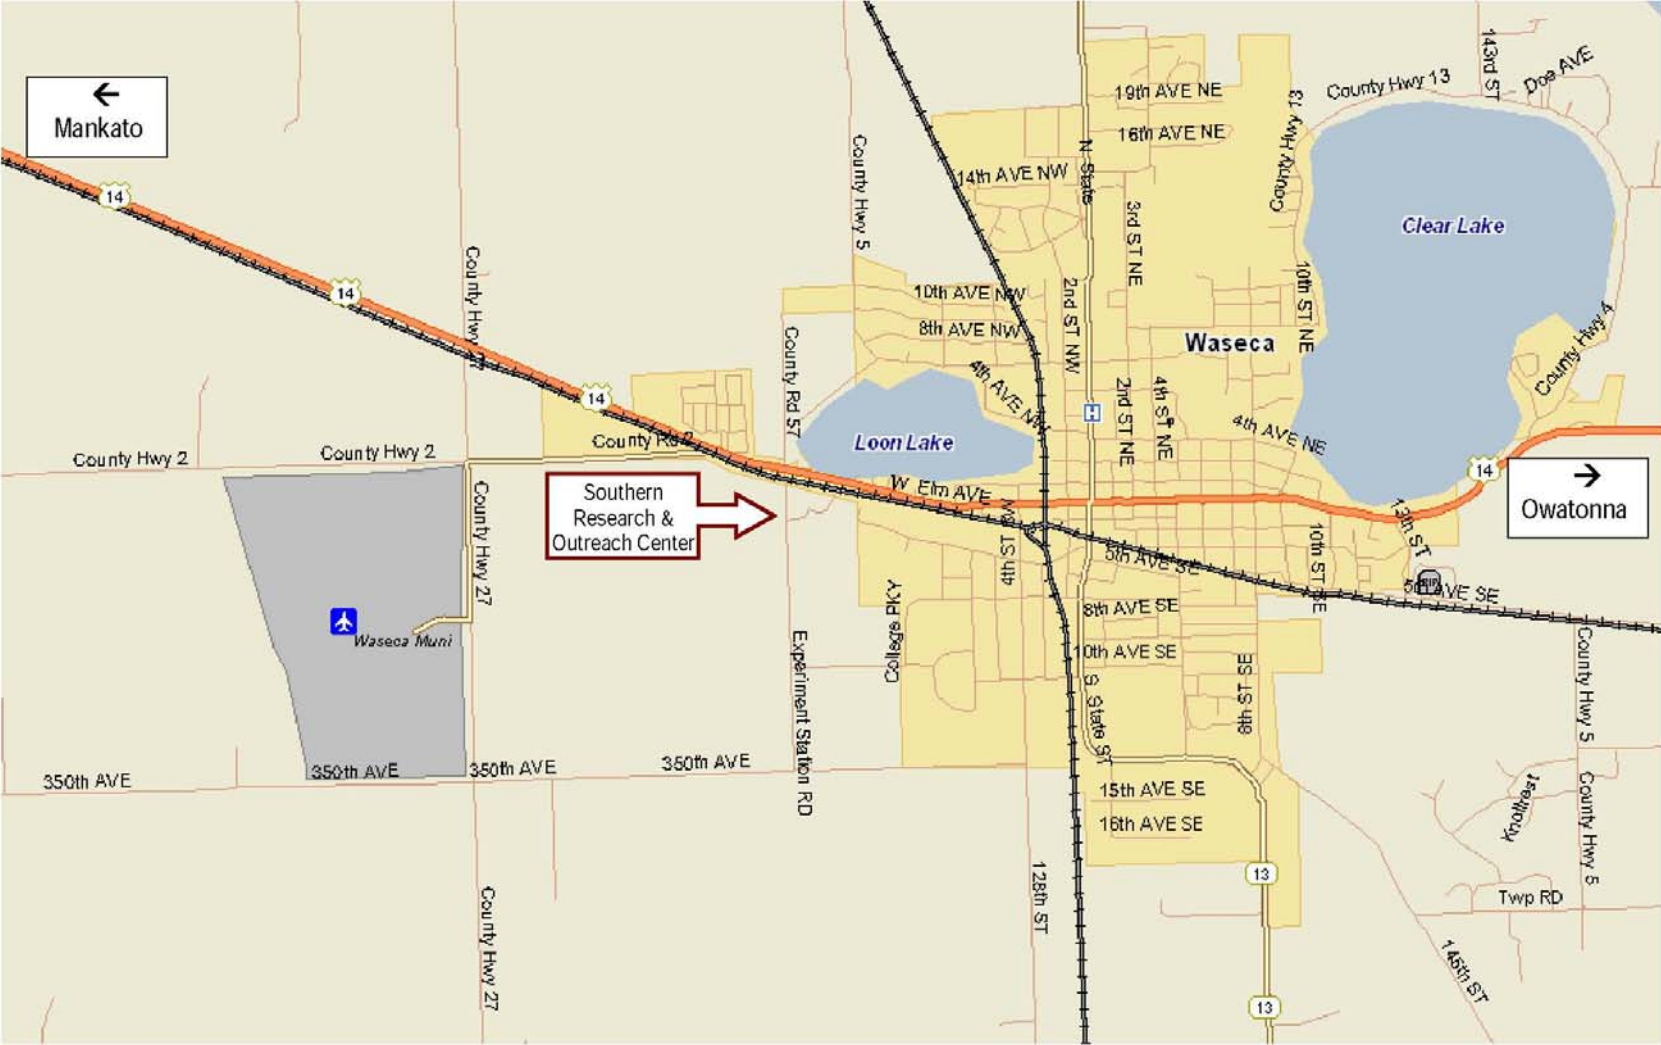 ←
Mankato
14
14
14
14
County Hwy 13
143rd ST
Doe AVE
19th AVE NE
16th AVE NE
County Hwy 13
N State
14th AVE NW
County Hwy 5
3rd ST NE
Clear Lake
County Hwy 27
10th AVE NW
2nd ST NW
10th ST NE
8th AVE NW
Waseca
County Rd 57
4th AVE NW
County Hwy 4
2nd ST NE
4th ST NE
H
4th AVE NE
Loon Lake
County Rd 2
County Hwy 2
County Hwy 2
Southern
Research &
Outreach Center
W Elm AVE
→
Owatonna
County Hwy 27
4th ST NW
13th ST
10th ST SE
5th AVE SE
5th AVE SE
8th AVE SE
College PKY
Waseca Muni
10th AVE SE
8th ST SE
County Hwy 5
Experiment Station RD
S State ST
350th AVE
350th AVE
350th AVE
350th AVE
15th AVE SE
16th AVE SE
Knollrest
County Hwy 5
13
128th ST
Twp RD
County Hwy 27
145th ST
13